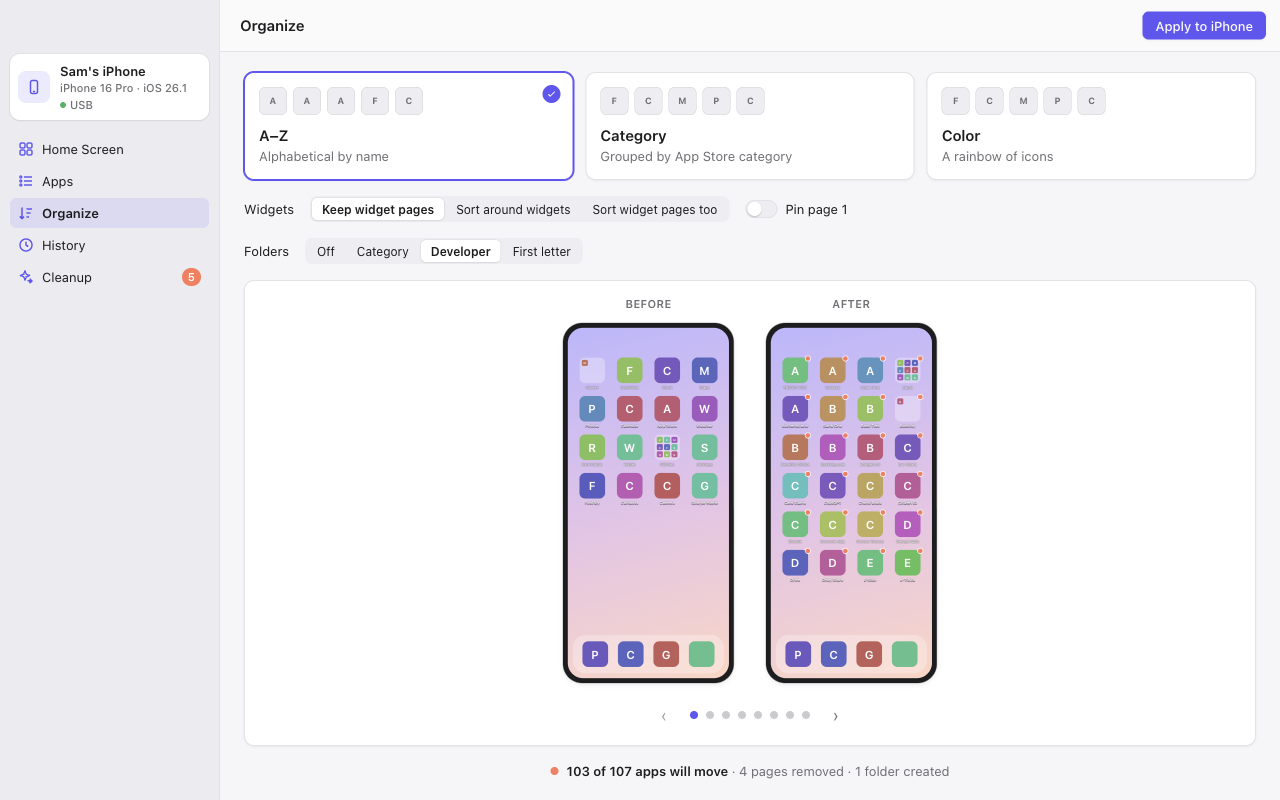 Organize
Apply to iPhone
Sam's iPhone
iPhone 16 Pro · iOS 26.1
USB
Home Screen
Apps
Organize
History
Cleanup
5
A A A F C
A–Z
Alphabetical by name
F C M P C
Category
Grouped by App Store category
F C M P C
Color
A rainbow of icons
Widgets
Keep widget pages
Sort around widgets
Sort widget pages too
Pin page 1
Folders
Off
Category
Developer
First letter
BEFORE
F C M
P C A W
R W S
F C C G
P C G
AFTER
A A A
A B B
B B B C
C C C C
C C C D
D D E E
P C G
103 of 107 apps will move · 4 pages removed · 1 folder created